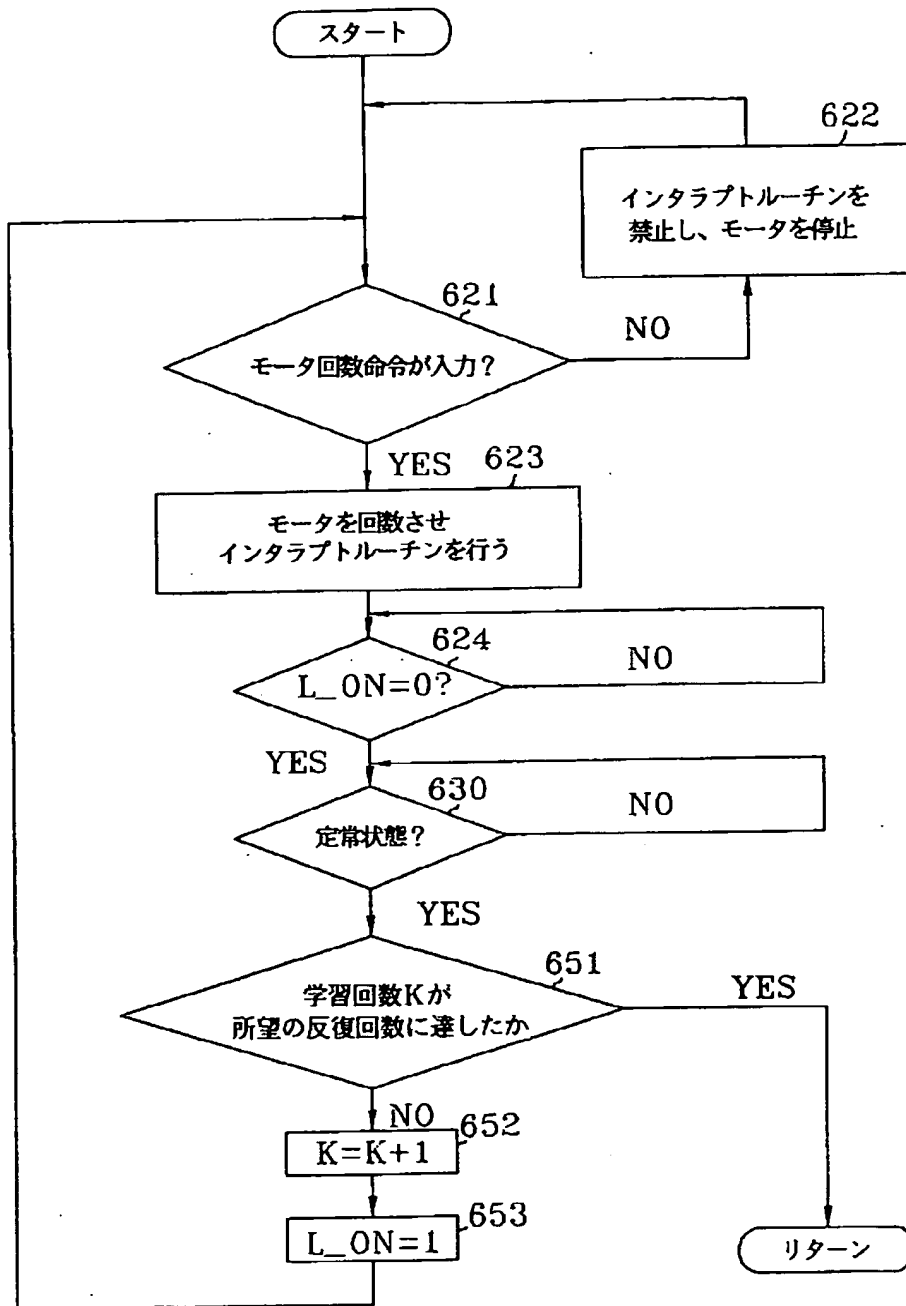 スタート
622
インタラプトルーチンを
禁止し、モータを停止
621
モータ回数命令が入力?
NO
YES
623
モータを回数させ
インタラプトルーチンを行う
624
L_ON=0?
NO
YES
630
定常状態?
NO
YES
651
学習回数Kが
所望の反復回数に達したか
YES
NO
652
K=K+1
653
L_ON=1
リターン